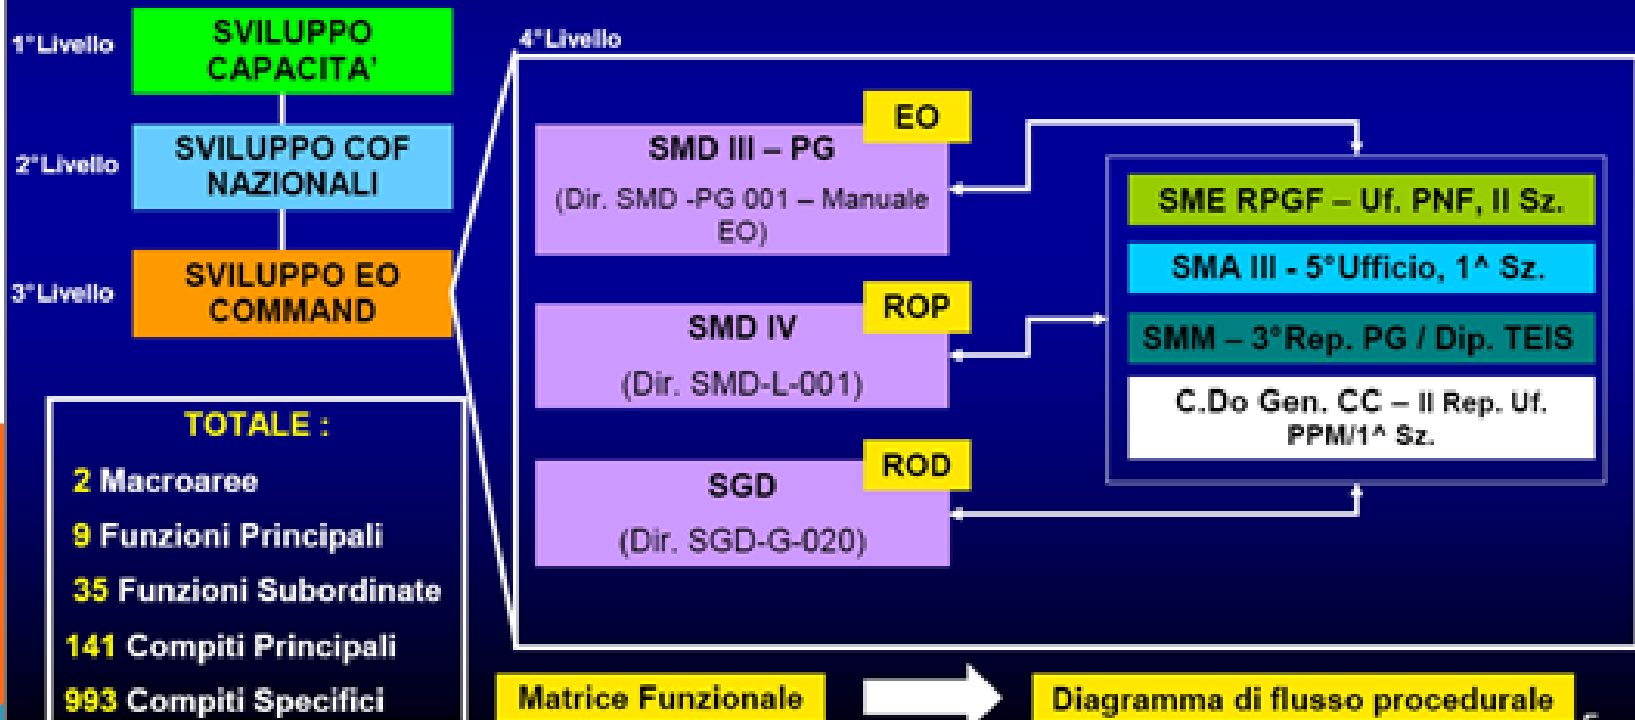 1°Livello
SVILUPPO
CAPACITA'
2°Livello
SVILUPPO COF
NAZIONALI
3°Livello
SVILUPPO EO
COMMAND
4°Livello
EO
SMD III – PG
(Dir. SMD -PG 001 – Manuale
EO)
ROP
SMD IV
(Dir. SMD-L-001)
ROD
SGD
(Dir. SGD-G-020)
SME RPGF – Uf. PNF, II Sz.
SMA III - 5°Ufficio, 1^ Sz.
SMM – 3°Rep. PG / Dip. TEIS
C.Do Gen. CC – II Rep. Uf.
PPM/1^ Sz.
TOTALE :
2 Macroaree
9 Funzioni Principali
35 Funzioni Subordinate
141 Compiti Principali
993 Compiti Specifici
Matrice Funzionale
Diagramma di flusso procedurale